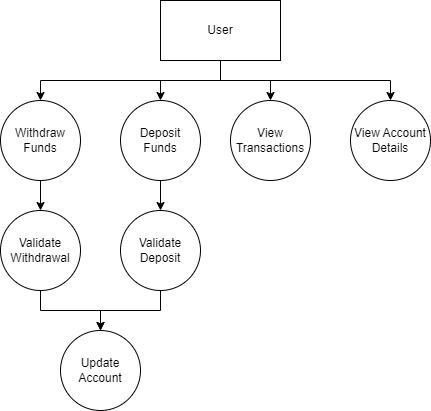 User
Withdraw
Funds
Deposit
Funds
View
Transactions
View Account
Details
Validate
Withdrawal
Validate
Deposit
Update
Account